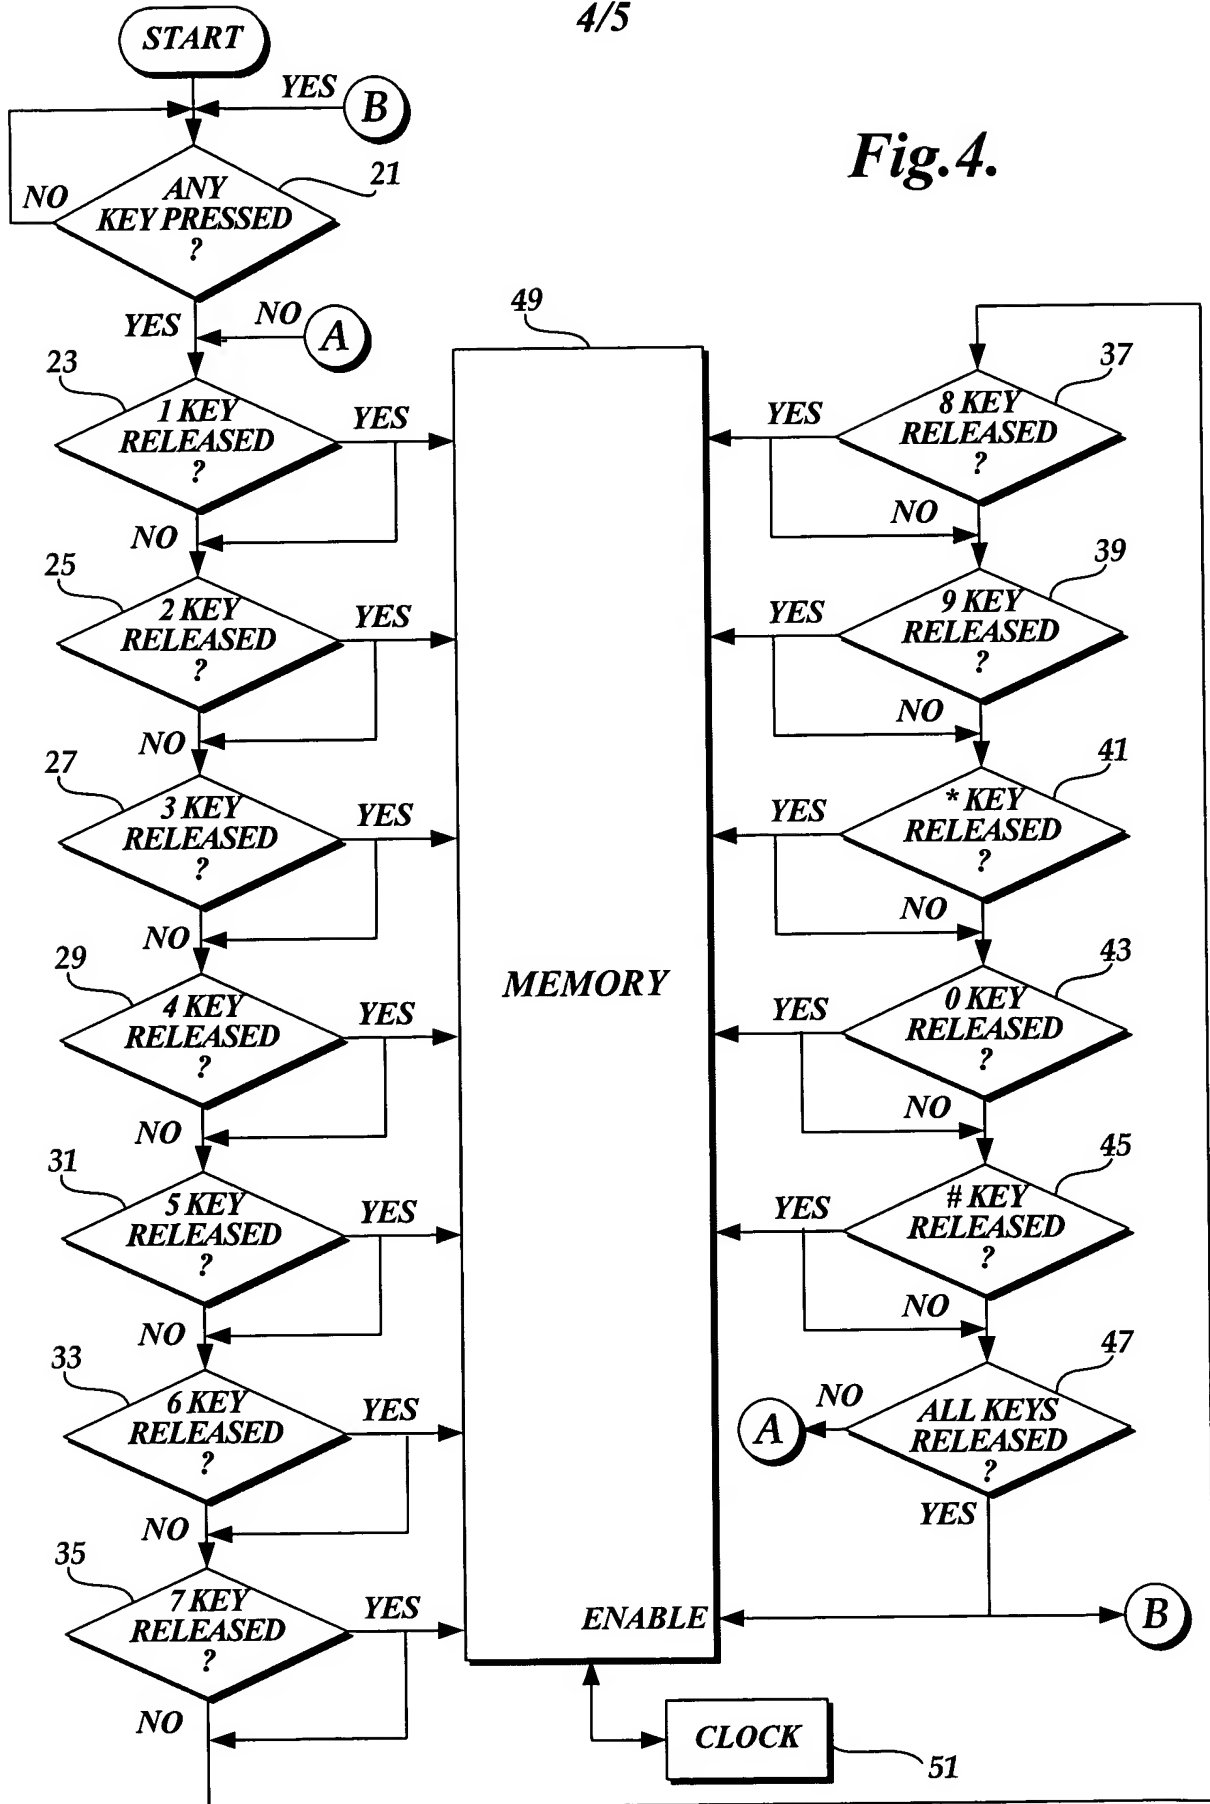 4/5
START
YES
B
Fig.4.
21
NO
ANY
KEY PRESSED
?
YES
NO
A
23
1 KEY
RELEASED
?
YES
NO
25
2 KEY
RELEASED
?
YES
NO
27
3 KEY
RELEASED
?
YES
NO
29
4 KEY
RELEASED
?
YES
NO
31
5 KEY
RELEASED
?
YES
NO
33
6 KEY
RELEASED
?
YES
NO
35
7 KEY
RELEASED
?
YES
NO
49
MEMORY
ENABLE
CLOCK
51
37
8 KEY
RELEASED
?
YES
NO
39
9 KEY
RELEASED
?
YES
NO
41
* KEY
RELEASED
?
YES
NO
43
0 KEY
RELEASED
?
YES
NO
45
# KEY
RELEASED
?
YES
NO
47
ALL KEYS
RELEASED
?
NO
A
YES
B